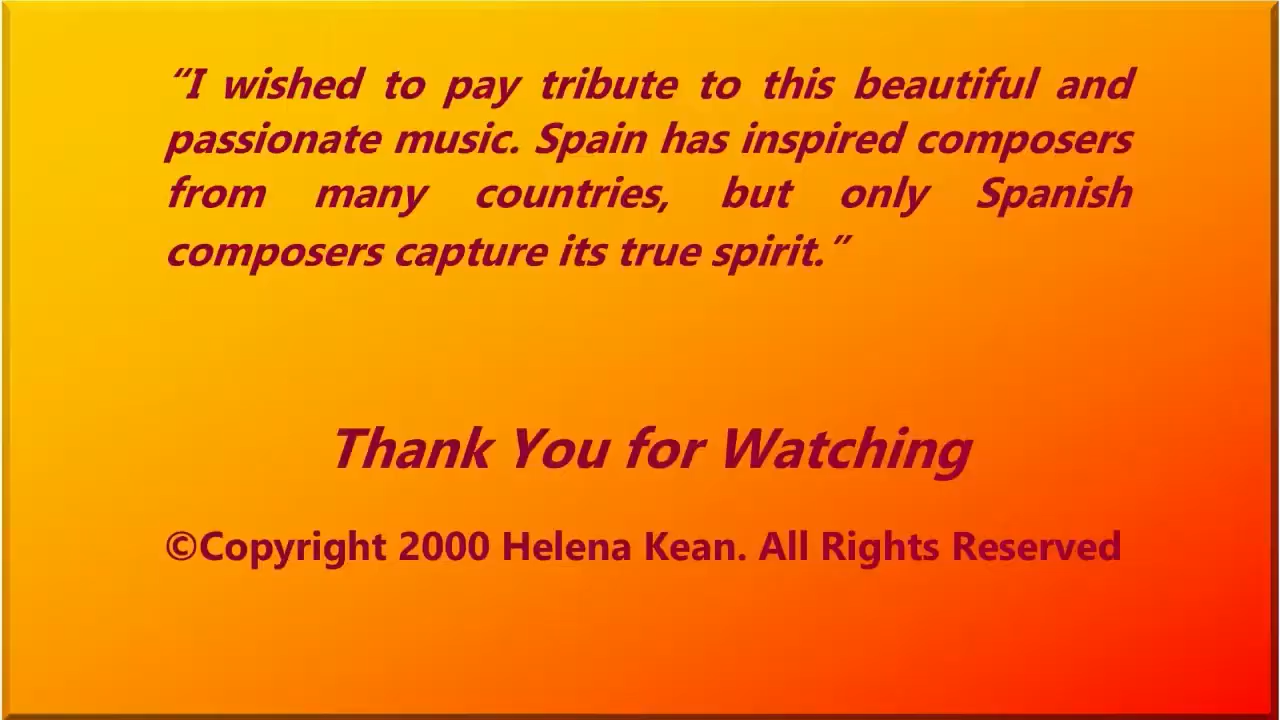 “I wished to pay tribute to this beautiful and
passionate music. Spain has inspired composers
from many countries, but only Spanish
composers capture its true spirit.”
Thank You for Watching
©Copyright 2000 Helena Kean. All Rights Reserved